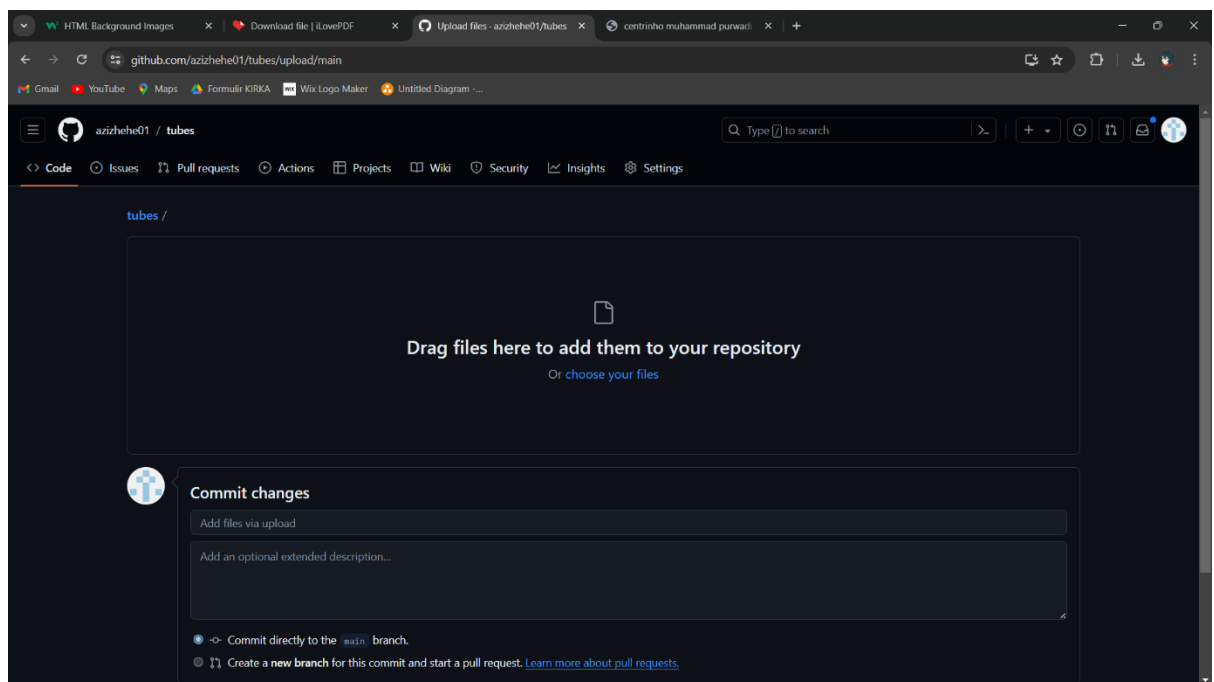 HTML Background Images
Download file | iLovePDF
Upload files · azizhehe01/tubes
centrinho muhammad purwadi
github.com/azizhehe01/tubes/upload/main
Gmail YouTube Maps Formulir KIRKA WIX Wix Logo Maker Untitled Diagram -...
azizhehe01 / tubes
Type / to search
Code Issues Pull requests Actions Projects Wiki Security Insights Settings
tubes /
Drag files here to add them to your repository
Or choose your files
Commit changes
Add files via upload
Add an optional extended description...
Commit directly to the main branch.
Create a new branch for this commit and start a pull request. Learn more about pull requests.